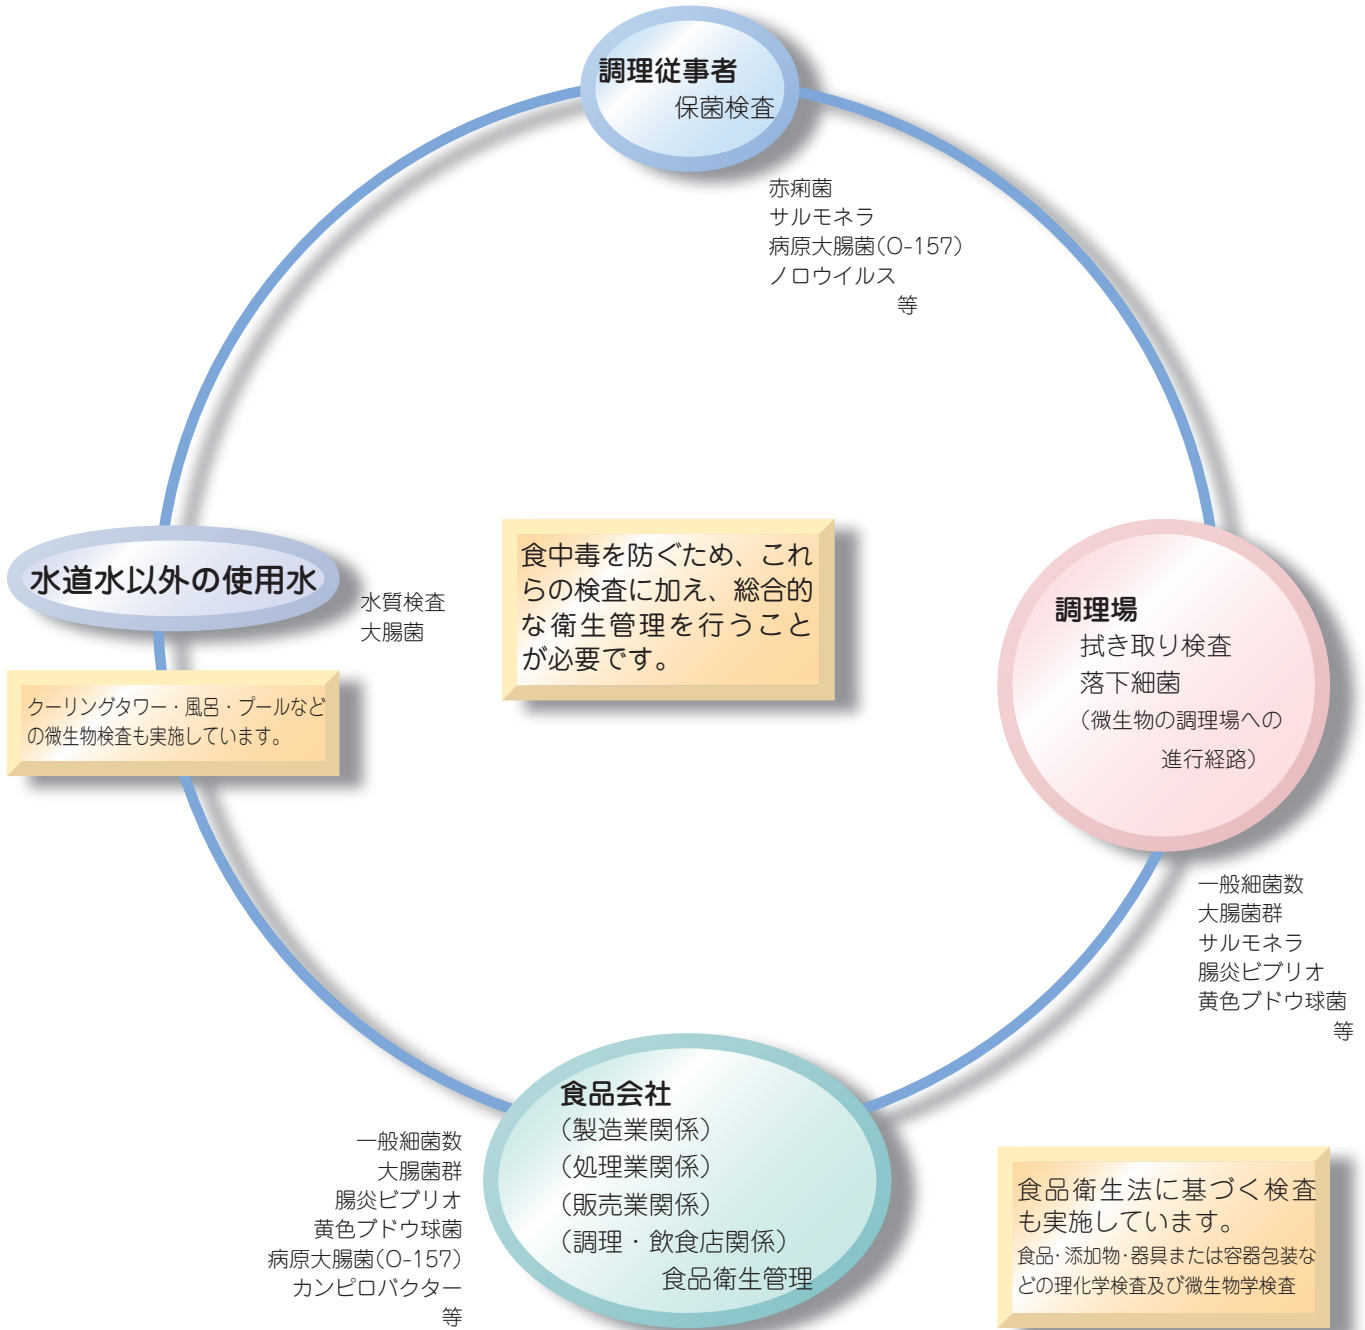 調理従事者
保菌検査
赤痢菌
サルモネラ
病原大腸菌(O-157)
ノロウイルス
等
水道水以外の使用水
水質検査
大腸菌
クーリングタワー・風呂・プールなど
の微生物検査も実施しています。
食中毒を防ぐため、これ
らの検査に加え、総合的
な衛生管理を行うこと
が必要です。
調理場
拭き取り検査
落下細菌
（微生物の調理場への
進行経路）
一般細菌数
大腸菌群
サルモネラ
腸炎ビブリオ
黄色ブドウ球菌
等
食品会社
（製造業関係）
（処理業関係）
（販売業関係）
（調理・飲食店関係）
食品衛生管理
一般細菌数
大腸菌群
腸炎ビブリオ
黄色ブドウ球菌
病原大腸菌(O-157)
カンピロバクター
等
食品衛生法に基づく検査
も実施しています。
食品・添加物・器具または容器包装な
どの理化学検査及び微生物学検査